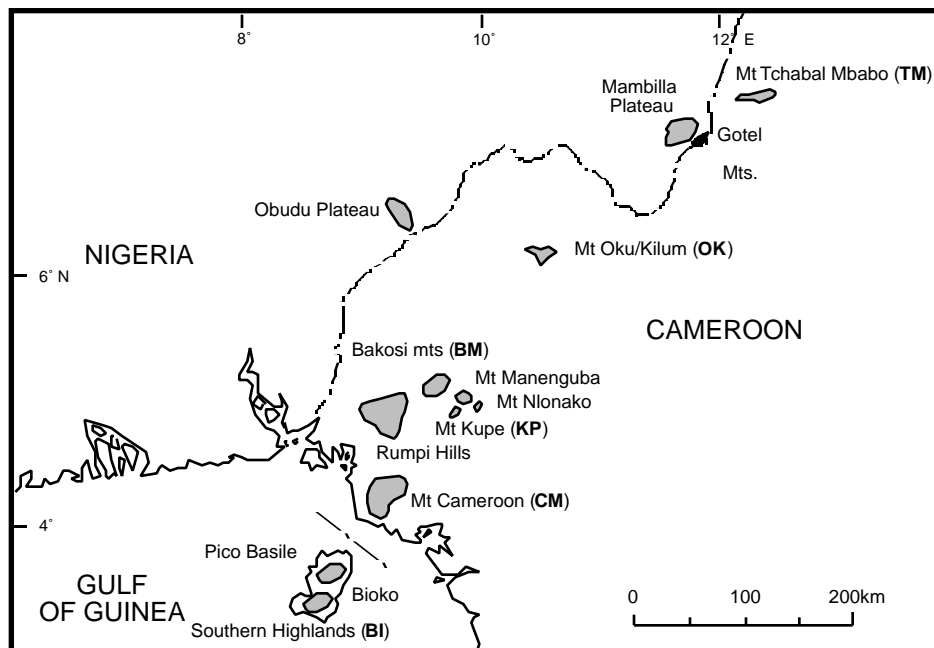 8°
10°
12° E
Mt Tchabal Mbabo (TM)
Mambilla
Plateau
Gotel
Mts.
Obudu Plateau
NIGERIA
Mt Oku/Kilum (OK)
6° N
CAMEROON
Bakosi mts (BM)
Mt Manenguba
Mt Nlonako
Mt Kupe (KP)
Rumpi Hills
Mt Cameroon (CM)
4°
Pico Basile
GULF
OF GUINEA
Bioko
Southern Highlands (BI)
0 100 200km